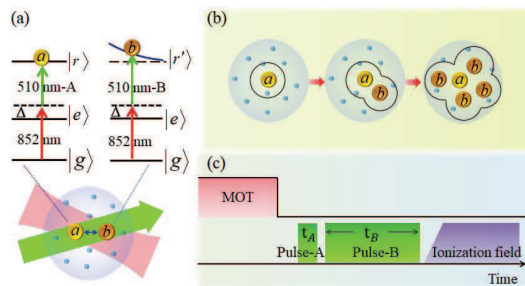 (a)
a
b
|r⟩
|r'⟩
510 nm-A
510 nm-B
Δ
|e⟩
Δ
|e⟩
852 nm
852 nm
|g⟩
|g⟩
a
b
(b)
a
a
b
b
b
a
b
b
(c)
MOT
t_A
t_B
Pulse-A
Pulse-B
Ionization field
Time